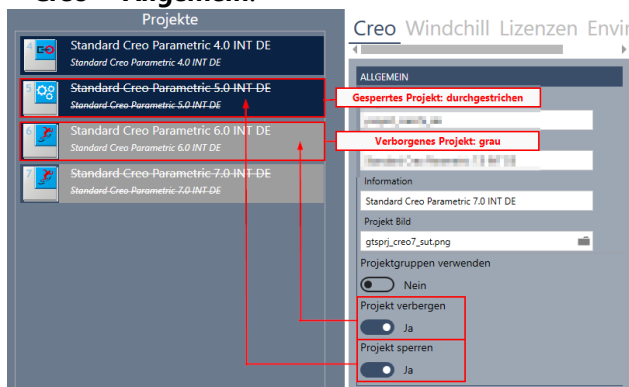 Creo Allgemein.
Projekte
4
Standard Creo Parametric 4.0 INT DE
Standard Creo Parametric 4.0 INT DE
5
Standard Creo Parametric 5.0 INT DE
Standard Creo Parametric 5.0 INT DE
6
Standard Creo Parametric 6.0 INT DE
Standard Creo Parametric 6.0 INT DE
7
Standard Creo Parametric 7.0 INT DE
Standard Creo Parametric 7.0 INT DE
Creo Windchill Lizenzen Envir
ALLGEMEIN
Gesperrtes Projekt: durchgestrichen
Verborgenes Projekt: grau
Information
Standard Creo Parametric 7.0 INT DE
Projekt Bild
gtsprj_creo7_sut.png
Projektgruppen verwenden
Nein
Projekt verbergen
Ja
Projekt sperren
Ja